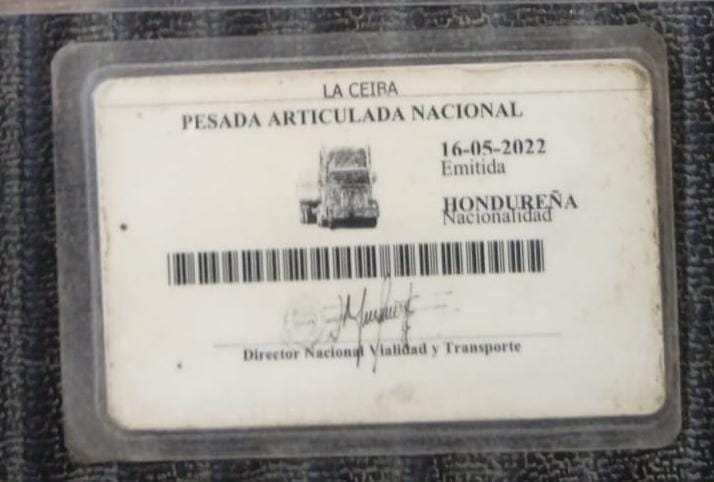 LA CEIBA
PESADA ARTICULADA NACIONAL
16-05-2022
Emitida
HONDUREÑA
Nacionalidad
Director Nacional Vialidad y Transporte